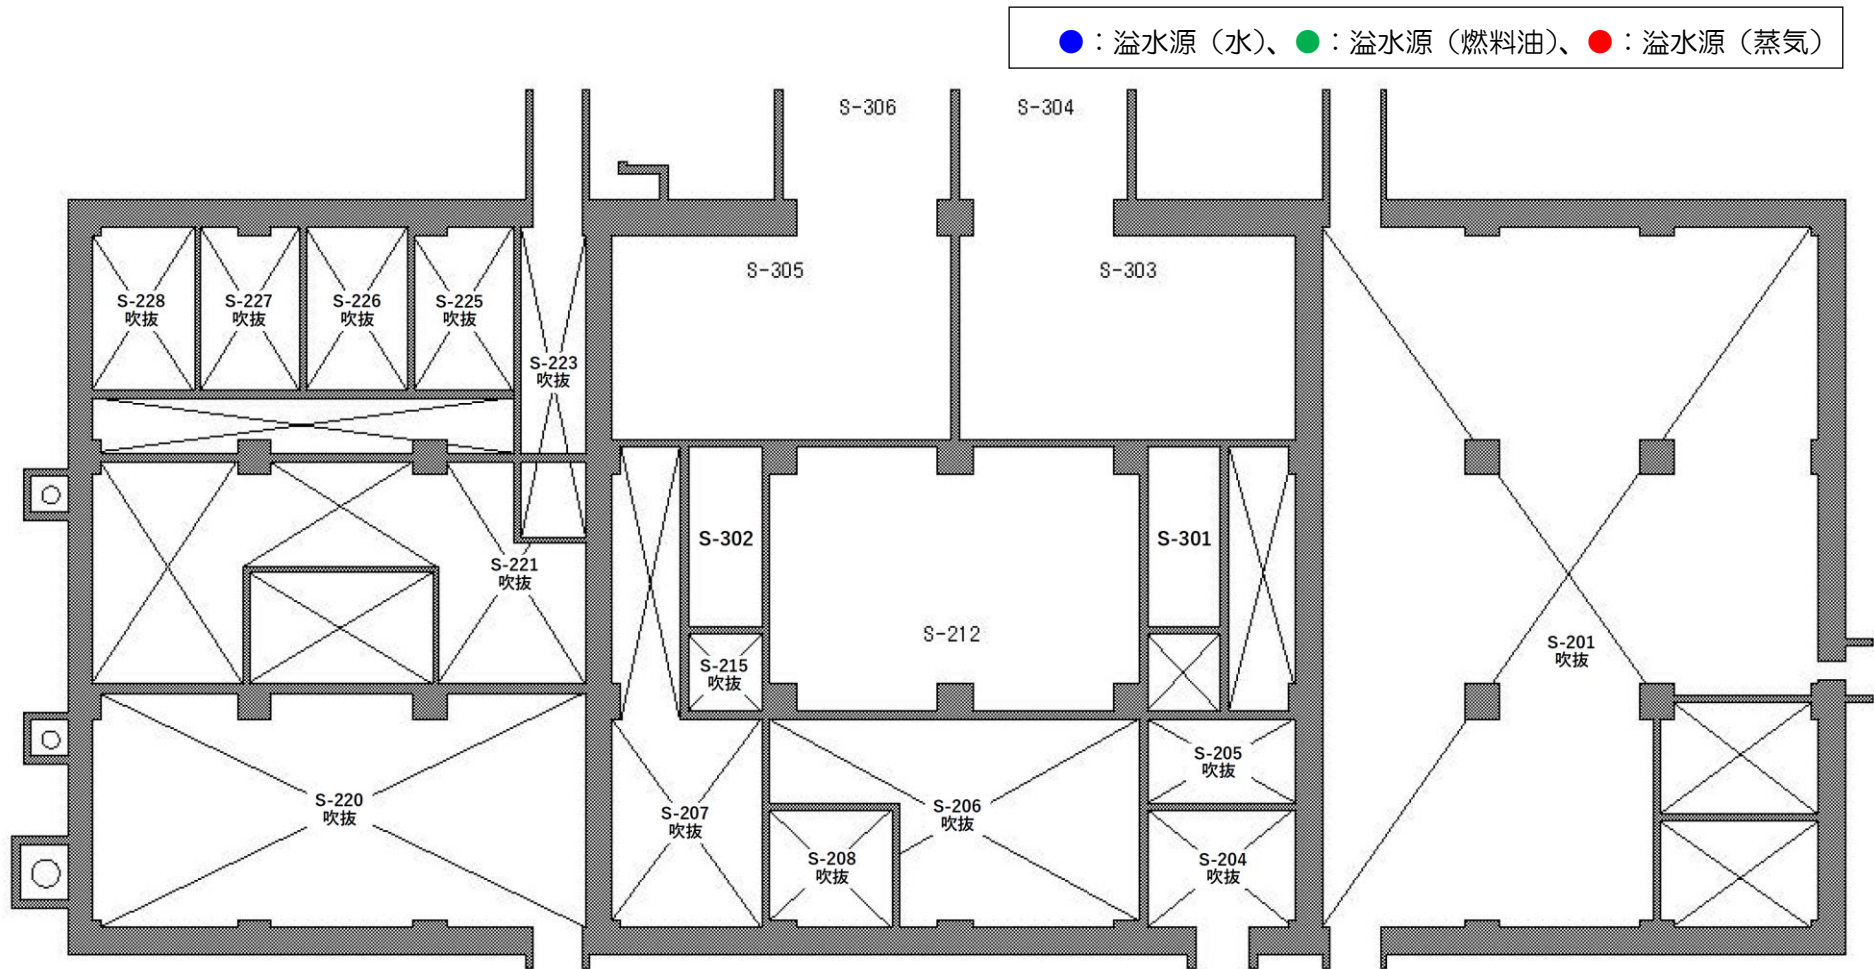 ●：溢水源（水）、●：溢水源（燃料油）、●：溢水源（蒸気）
S-306
S-304
S-305
S-303
S-228
吹抜
S-227
吹抜
S-226
吹抜
S-225
吹抜
S-223
吹抜
S-302
S-301
S-221
吹抜
S-212
S-201
吹抜
S-215
吹抜
S-205
吹抜
S-220
吹抜
S-207
吹抜
S-206
吹抜
S-208
吹抜
S-204
吹抜